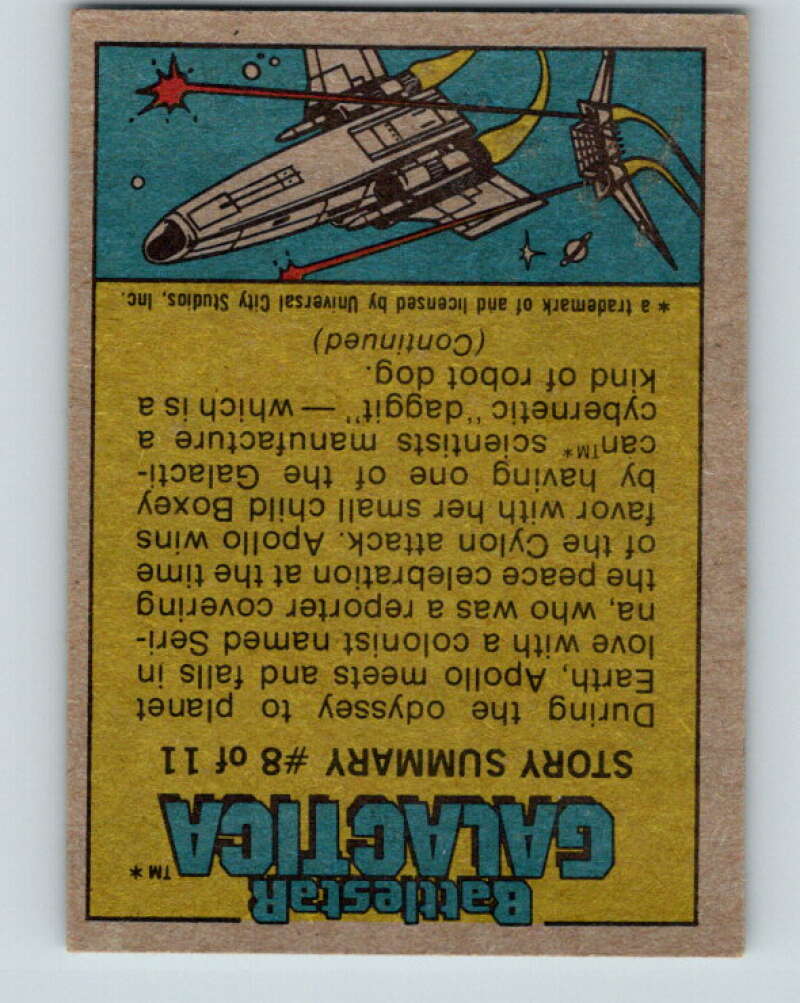 BattlestaR
GALACTICA™*
STORY SUMMARY #8 of 11
During the odyssey to planet
Earth, Apollo meets and falls in
love with a colonist named Seri-
na, who was a reporter covering
the peace celebration at the time
of the Cylon attack. Apollo wins
favor with her small child Boxey
by having one of the Galacti-
can™* scientists manufacture a
cybernetic "daggit" — which is a
kind of robot dog.
(Continued)
* a trademark of and licensed by Universal City Studios, Inc.